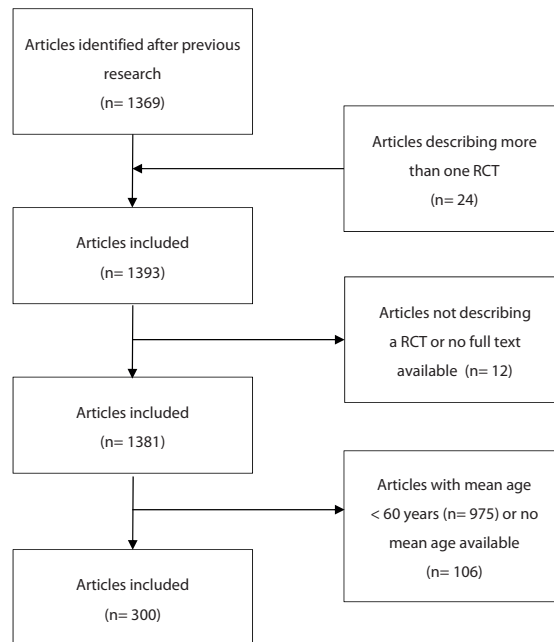 Articles identified after previous
research
(n= 1369)
Articles describing more
than one RCT
(n= 24)
Articles included
(n= 1393)
Articles not describing
a RCT or no full text
available (n= 12)
Articles included
(n= 1381)
Articles with mean age
< 60 years (n= 975) or no
mean age available
(n= 106)
Articles included
(n= 300)